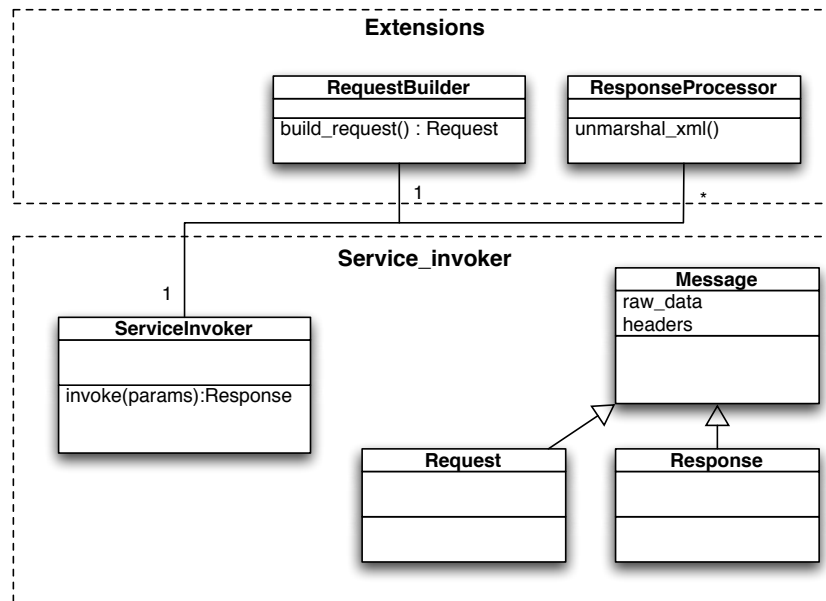 Extensions
RequestBuilder
build_request() : Request
ResponseProcessor
unmarshal_xml()
1
*
Service_invoker
1
ServiceInvoker
invoke(params):Response
Message
raw_data
headers
Request
Response